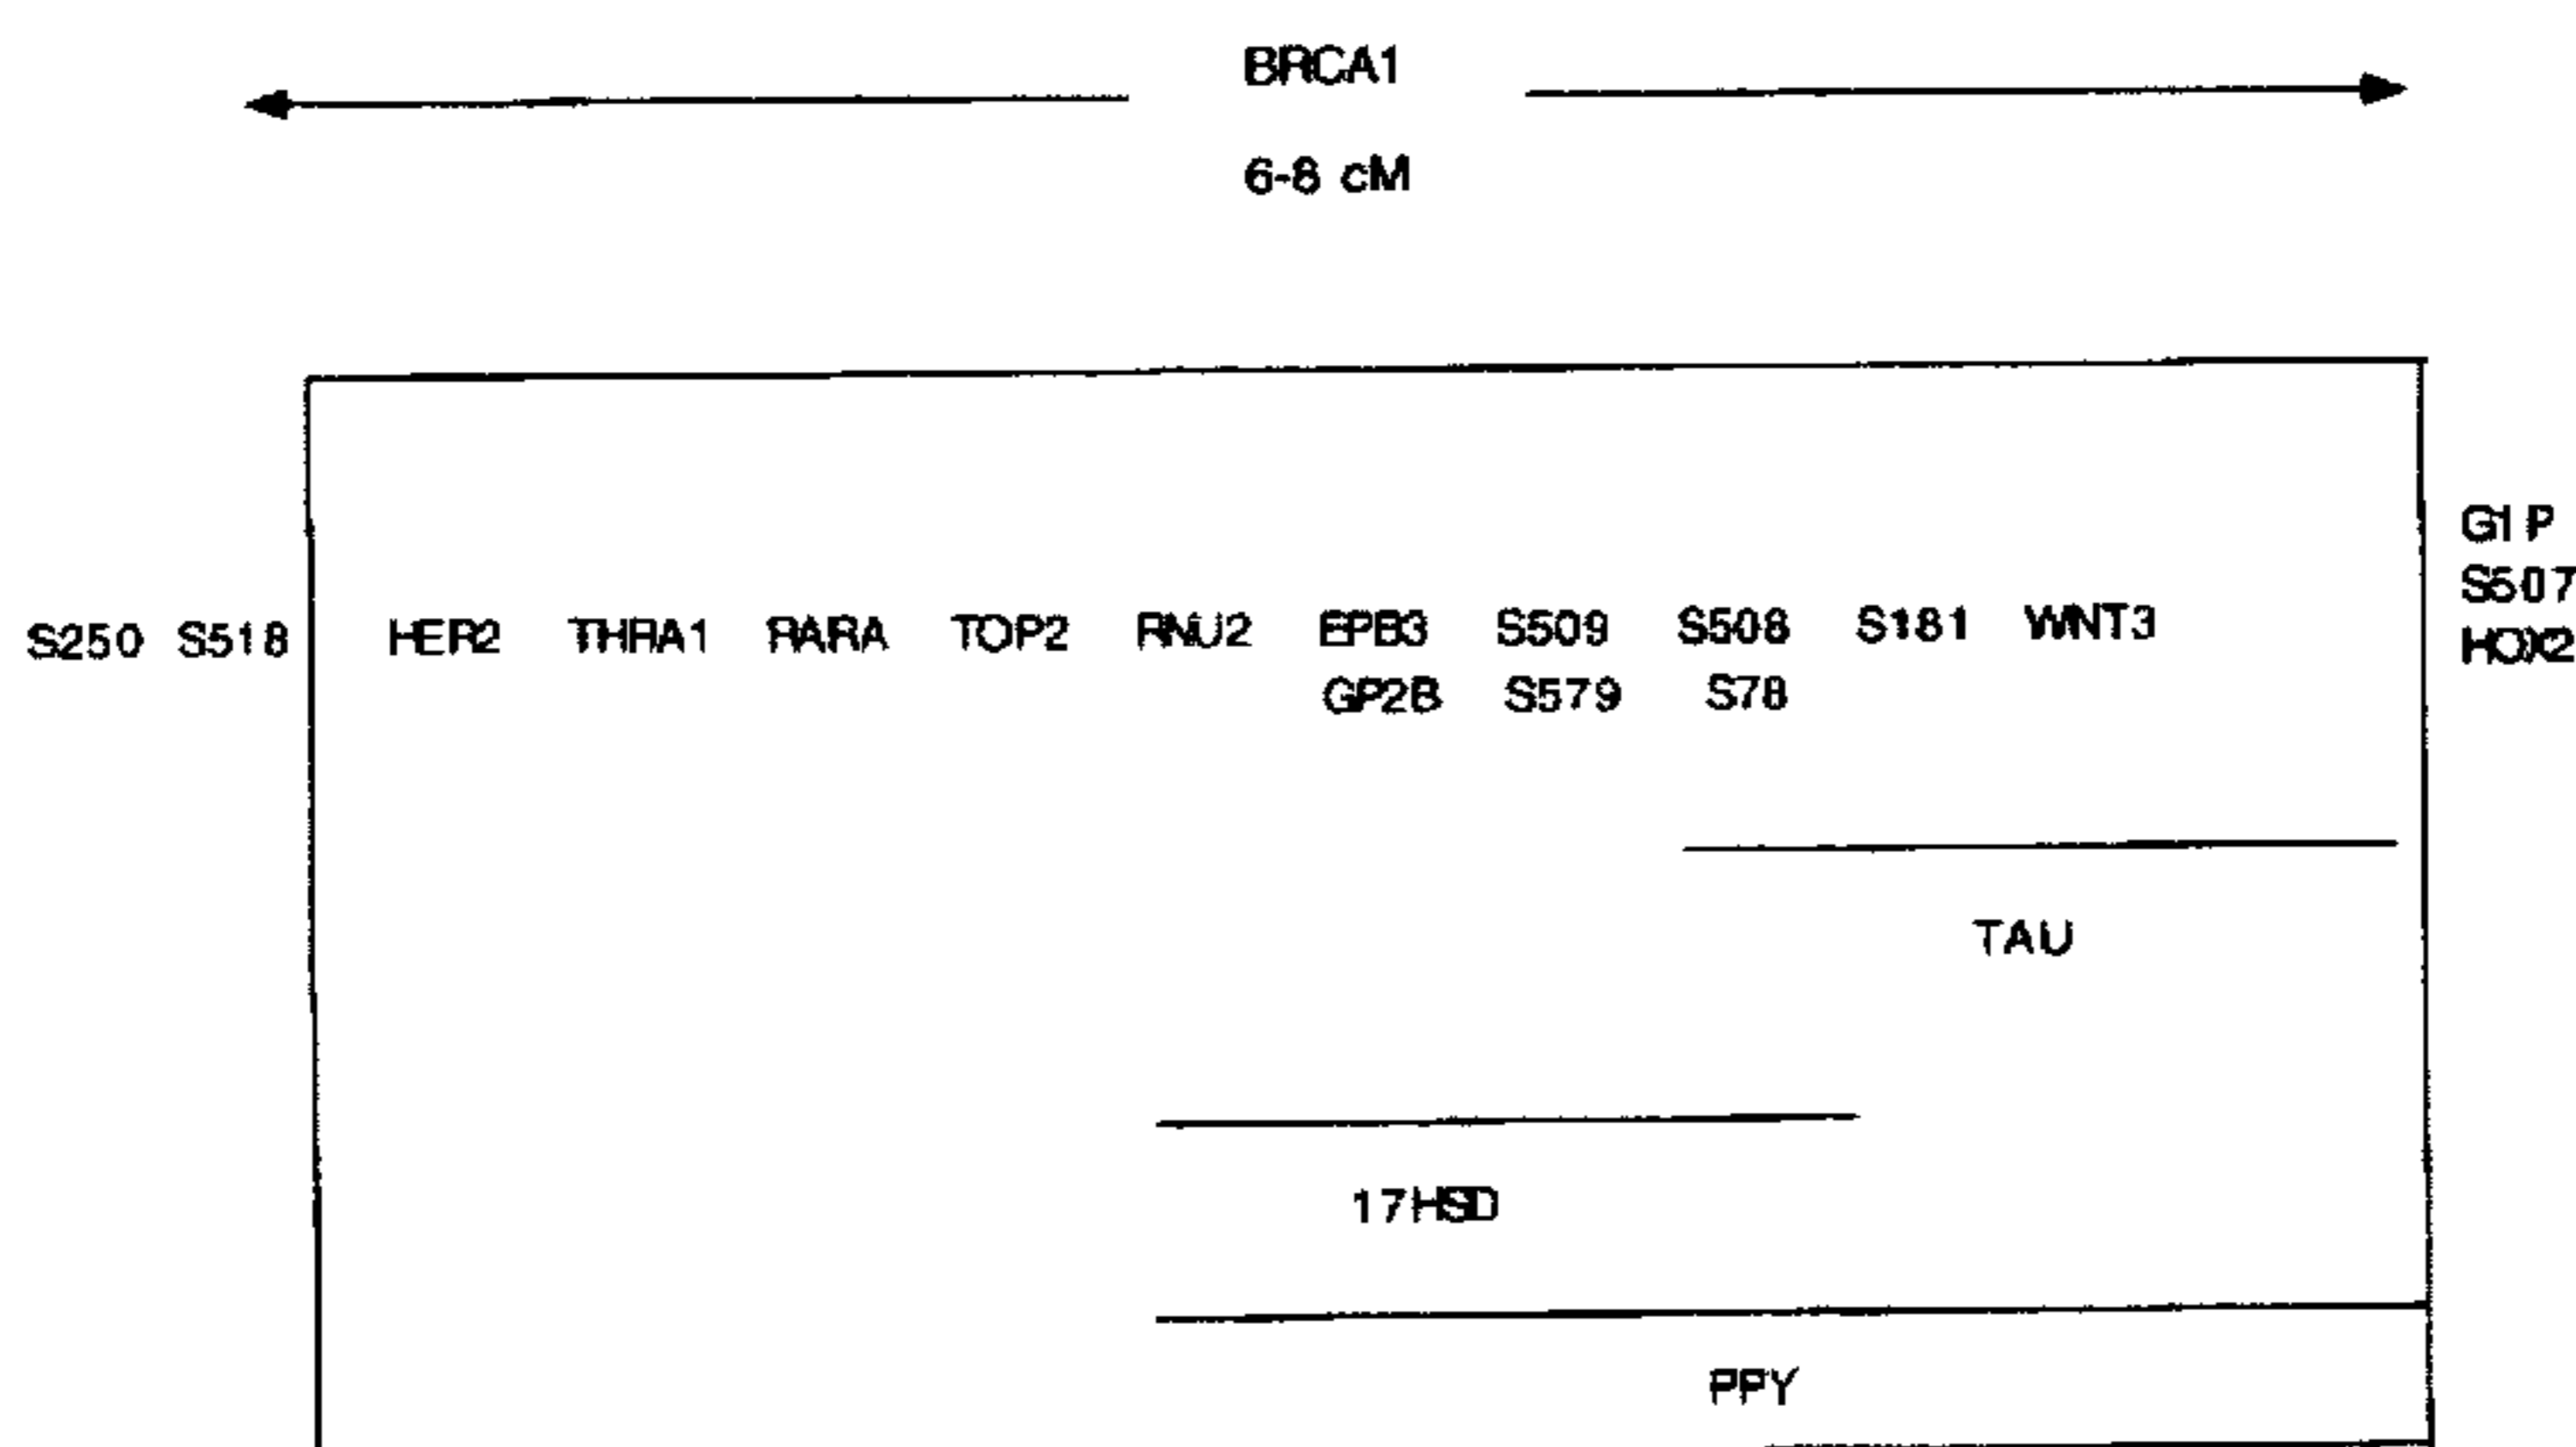 BRCA1
6-8 cM
S250 S518 HER2 THRA1 RARA TOP2 RNU2 EPB3 S509 S508 S181 WNT3
GP2B S579 S78
G1P
S507
HOX2
TAU
17HSD
PPY